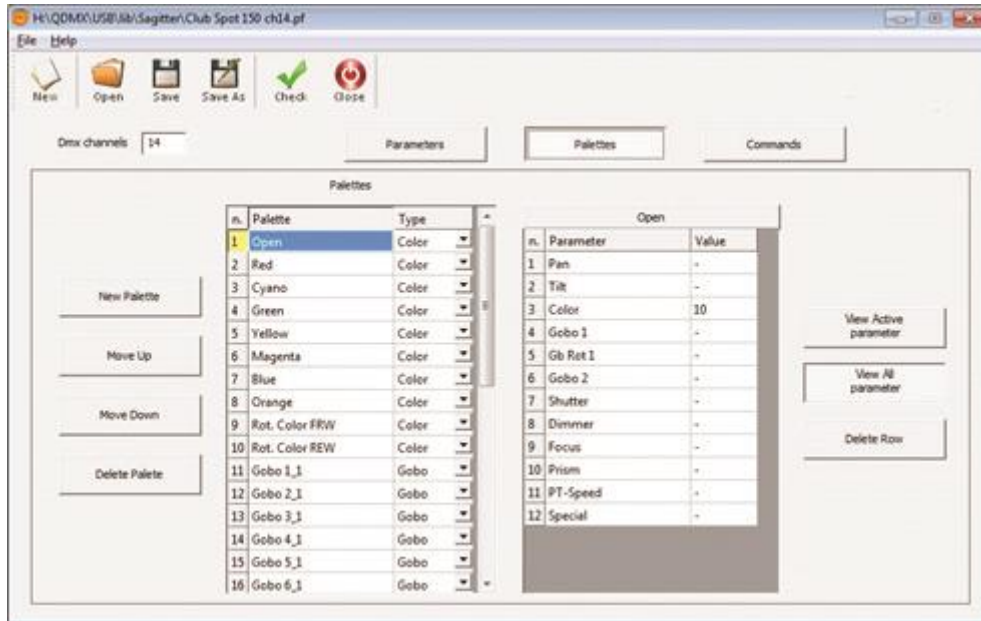 H:\QDMX\USB\lib\Sagitter\Club Spot 150 ch14.pf
File Help
New Open Save Save As Check Close
Dmx channels 14 Parameters Palettes Commands
Palettes
n. Palette Type
1 Open Color
2 Red Color
3 Cyano Color
4 Green Color
5 Yellow Color
6 Magenta Color
7 Blue Color
8 Orange Color
9 Rot. Color FRW Color
10 Rot. Color REW Color
11 Gobo 1_1 Gobo
12 Gobo 2_1 Gobo
13 Gobo 3_1 Gobo
14 Gobo 4_1 Gobo
15 Gobo 5_1 Gobo
16 Gobo 6_1 Gobo
New Palette
Move Up
Move Down
Delete Palete
Open
n. Parameter Value
1 Pan -
2 Tilt -
3 Color 10
4 Gobo 1 -
5 Gb Rot 1 -
6 Gobo 2 -
7 Shutter -
8 Dimmer -
9 Focus -
10 Prism -
11 PT-Speed -
12 Special -
View Active
parameter
View All
parameter
Delete Row